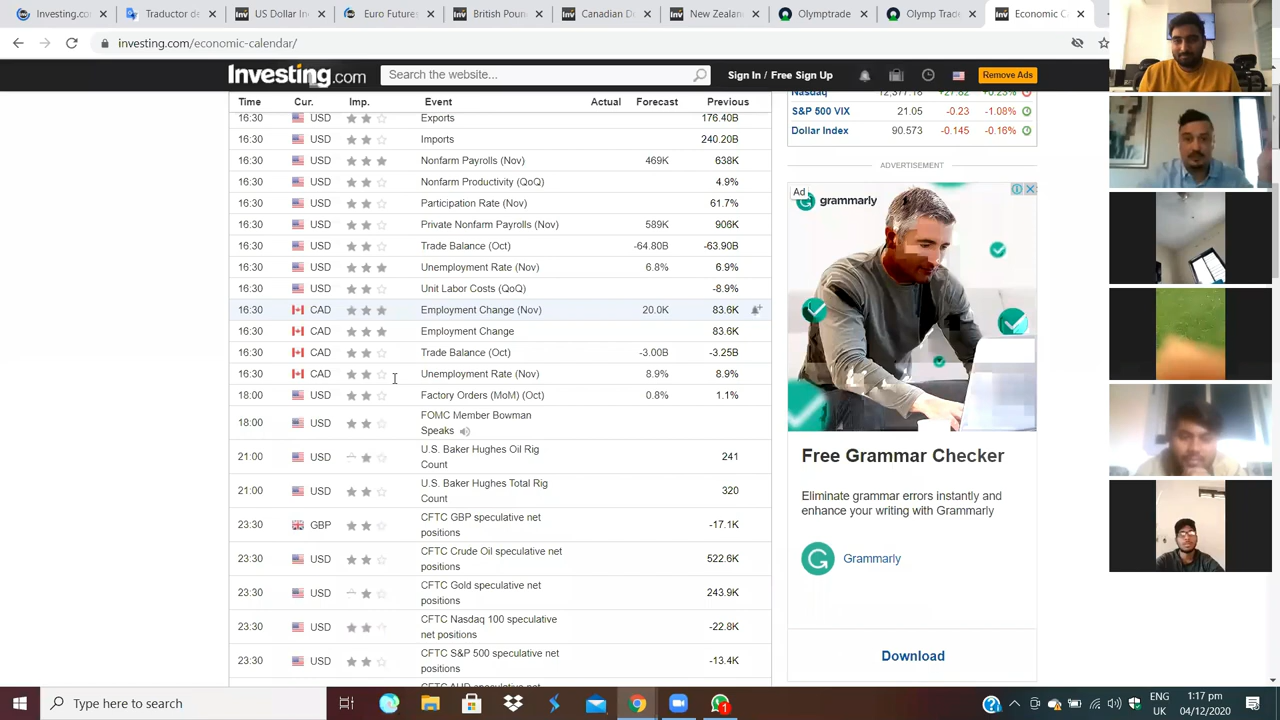 Investing.co
Traductor de
US Dollar In
Euro Future
British Poun
Canadian D
New Zealan
Olymptrade
Olymp Trade
Economic C
investing.com/economic-calendar/
Investing.com
Search the website...
Sign In / Free Sign Up
Remove Ads
Time Cur. Imp. Event Actual Forecast Previous
16:30 USD Exports 176.40B
16:30 USD Imports 240.20B
16:30 USD Nonfarm Payrolls (Nov) 469K 638K
16:30 USD Nonfarm Productivity (QoQ) 4.9%
16:30 USD Participation Rate (Nov) 61.7%
16:30 USD Private Nonfarm Payrolls (Nov) 589K 906K
16:30 USD Trade Balance (Oct) -64.80B -63.90B
16:30 USD Unemployment Rate (Nov) 6.8% 6.9%
16:30 USD Unit Labor Costs (QoQ) -8.9%
16:30 CAD Employment Change (Nov) 20.0K 83.6K
16:30 CAD Employment Change 83.6K
16:30 CAD Trade Balance (Oct) -3.00B -3.25B
16:30 CAD Unemployment Rate (Nov) 8.9% 8.9%
18:00 USD Factory Orders (MoM) (Oct) 0.8% 1.1%
18:00 USD FOMC Member Bowman
Speaks
21:00 USD U.S. Baker Hughes Oil Rig
Count 241
21:00 USD U.S. Baker Hughes Total Rig
Count 320
23:30 GBP CFTC GBP speculative net
positions -17.1K
23:30 USD CFTC Crude Oil speculative net
positions 522.6K
23:30 USD CFTC Gold speculative net
positions
23:30 USD CFTC Nasdaq 100 speculative
net positions -22.8K
23:30 USD CFTC S&P 500 speculative net
positions -13.4K
Nasdaq 12,377.18 +27.82 +0.23%
S&P 500 VIX 21.05 -0.23 -1.08%
Dollar Index 90.573 -0.145 -0.16%
ADVERTISEMENT
Ad
grammarly
Free Grammar Checker
Eliminate grammar errors instantly and
enhance your writing with Grammarly
Grammarly
Download
Type here to search
ENG
UK
1:17 pm
04/12/2020